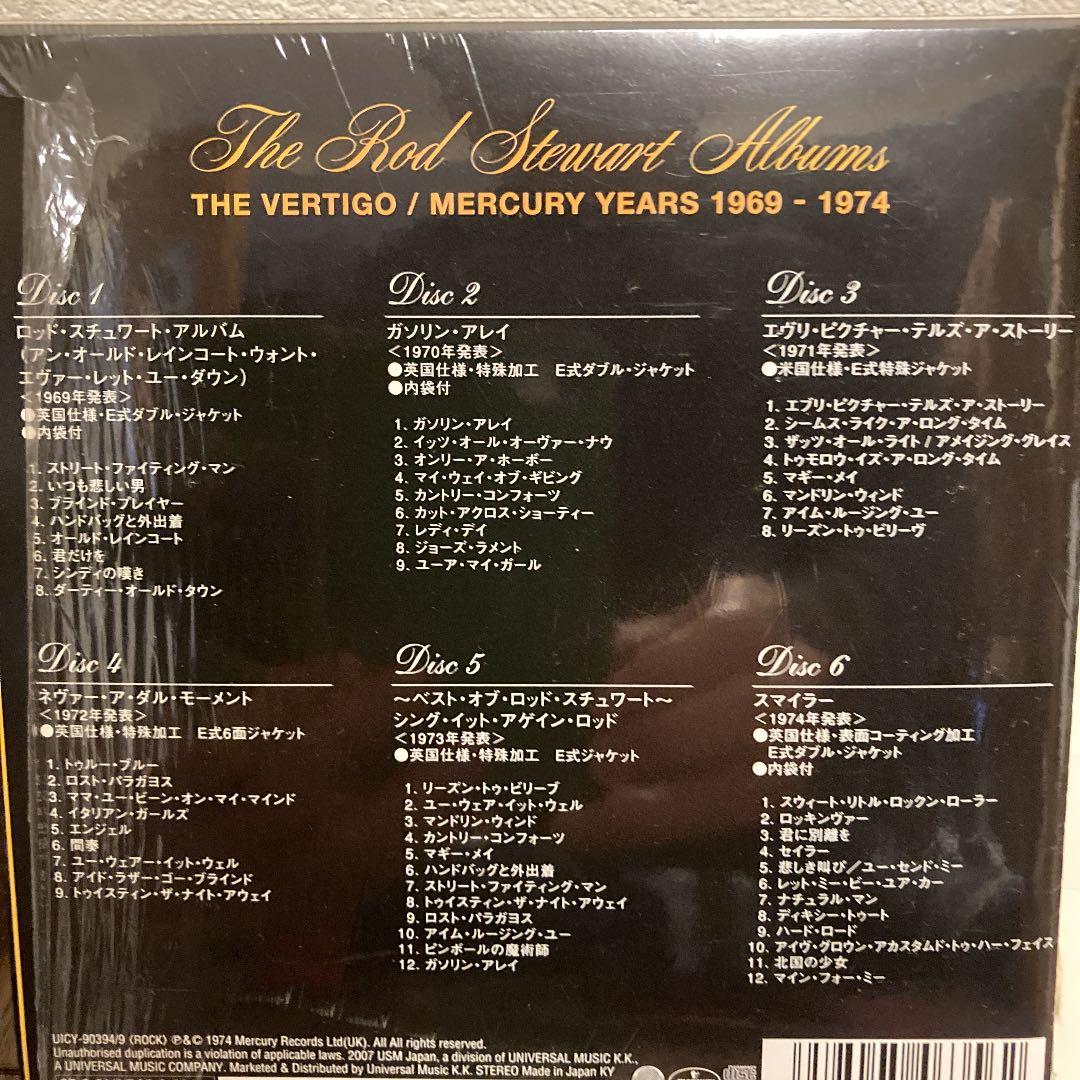 The Rod Stewart Albums
THE VERTIGO / MERCURY YEARS 1969 - 1974
Disc 1
ロッド・スチュワート・アルバム
(アン・オールド・レインコート・ウォント・
エヴァー・レット・ユー・ダウン)
<1969年発表>
●英国仕様・E式ダブル・ジャケット
●内袋付
1. ストリート・ファイティング・マン
2. いつも悲しい男
3. ブラインド・プレイヤー
4. ハンドバッグと外出着
5. オールド・レインコート
6. 君だけを
7. シンディの嘆き
8. ダーティー・オールド・タウン
Disc 2
ガソリン・アレイ
<1970年発表>
●英国仕様・特殊加工 E式ダブル・ジャケット
●内袋付
1. ガソリン・アレイ
2. イッツ・オール・オーヴァー・ナウ
3. オンリー・ア・ホーボー
4. マイ・ウェイ・オブ・ギビング
5. カントリー・コンフォーツ
6. カット・アクロス・ショーティー
7. レディ・デイ
8. ジョーズ・ラメント
9. ユーア・マイ・ガール
Disc 3
エヴリ・ピクチャー・テルズ・ア・ストーリー
<1971年発表>
●米国仕様・E式特殊ジャケット
1. エブリ・ピクチャー・テルズ・ア・ストーリー
2. シームス・ライク・ア・ロング・タイム
3. ザッツ・オール・ライト / アメイジング・グレイス
4. トゥモロウ・イズ・ア・ロング・タイム
5. マギー・メイ
6. マンドリン・ウィンド
7. アイム・ルージング・ユー
8. リーズン・トゥ・ビリーヴ
Disc 4
ネヴァー・ア・ダル・モーメント
<1972年発表>
●英国仕様・特殊加工 E式6面ジャケット
1. トゥルー・ブルー
2. ロスト・パラガヨス
3. ママ・ユー・ビーン・オン・マイ・マインド
4. イタリアン・ガールズ
5. エンジェル
6. 間奏
7. ユー・ウェアー・イット・ウェル
8. アイド・ラザー・ゴー・ブラインド
9. トゥイスティン・ザ・ナイト・アウェイ
Disc 5
〜ベスト・オブ・ロッド・スチュワート〜
シング・イット・アゲイン・ロッド
<1973年発表>
●英国仕様・特殊加工 E式ジャケット
1. リーズン・トゥ・ビリーブ
2. ユー・ウェア・イット・ウェル
3. マンドリン・ウィンド
4. カントリー・コンフォーツ
5. マギー・メイ
6. ハンドバッグと外出着
7. ストリート・ファイティング・マン
8. トゥイスティン・ザ・ナイト・アウェイ
9. ロスト・パラガヨス
10. アイム・ルージング・ユー
11. ピンボールの魔術師
12. ガソリン・アレイ
Disc 6
スマイラー
<1974年発表>
●英国仕様・表面コーティング加工
E式ダブル・ジャケット
●内袋付
1. スウィート・リトル・ロックン・ローラー
2. ロッキンヴァー
3. 君に別離を
4. セイラー
5. 悲しき叫び／ユー・センド・ミー
6. レット・ミー・ビー・ユア・カー
7. ナチュラル・マン
8. ディキシー・トゥート
9. ハード・ロード
10. アイヴ・グロウン・アカスタムド・トゥ・ハー・フェイス
11. 北国の少女
12. マイン・フォー・ミー
UICY-90394/9 〈ROCK〉 ℗&© 1974 Mercury Records Ltd(UK). All All rights reserved.
Unauthorised duplication is a violation of applicable laws. 2007 USM Japan, a division of UNIVERSAL MUSIC K.K.,
A UNIVERSAL MUSIC COMPANY. Marketed & Distributed by Universal Music K.K. STEREO Made in Japan KY